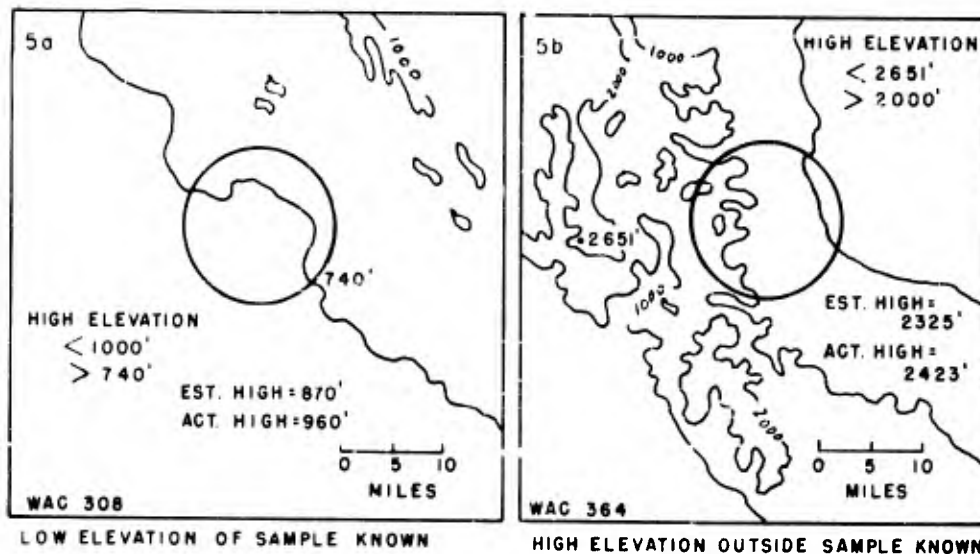 5a
1000
740'
HIGH ELEVATION
< 1000'
> 740'
EST. HIGH = 870'
ACT. HIGH = 960'
0 5 10
MILES
WAC 308
LOW ELEVATION OF SAMPLE KNOWN
5b
1000
2000
HIGH ELEVATION
< 2651'
> 2000'
2651'
1000
EST. HIGH =
2325'
ACT. HIGH =
2423'
2000
0 5 10
MILES
WAC 364
HIGH ELEVATION OUTSIDE SAMPLE KNOWN